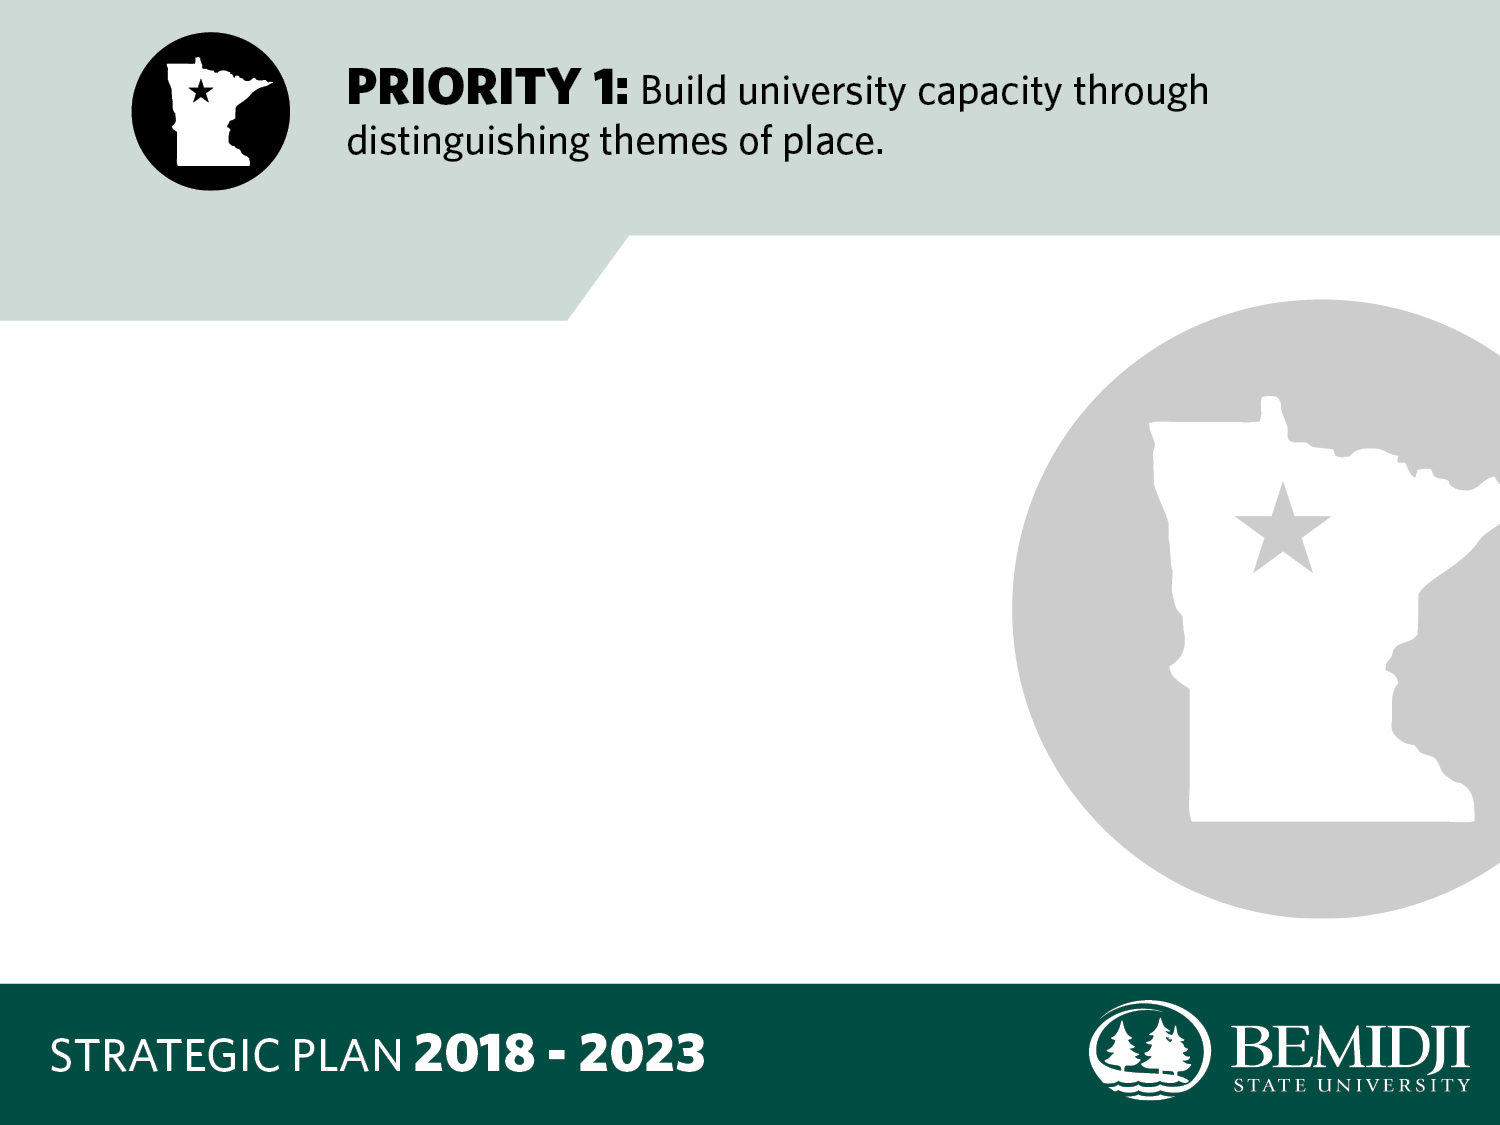 PRIORITY 1: Build university capacity through
distinguishing themes of place.
STRATEGIC PLAN 2018 - 2023
BEMIDJI
STATE UNIVERSITY